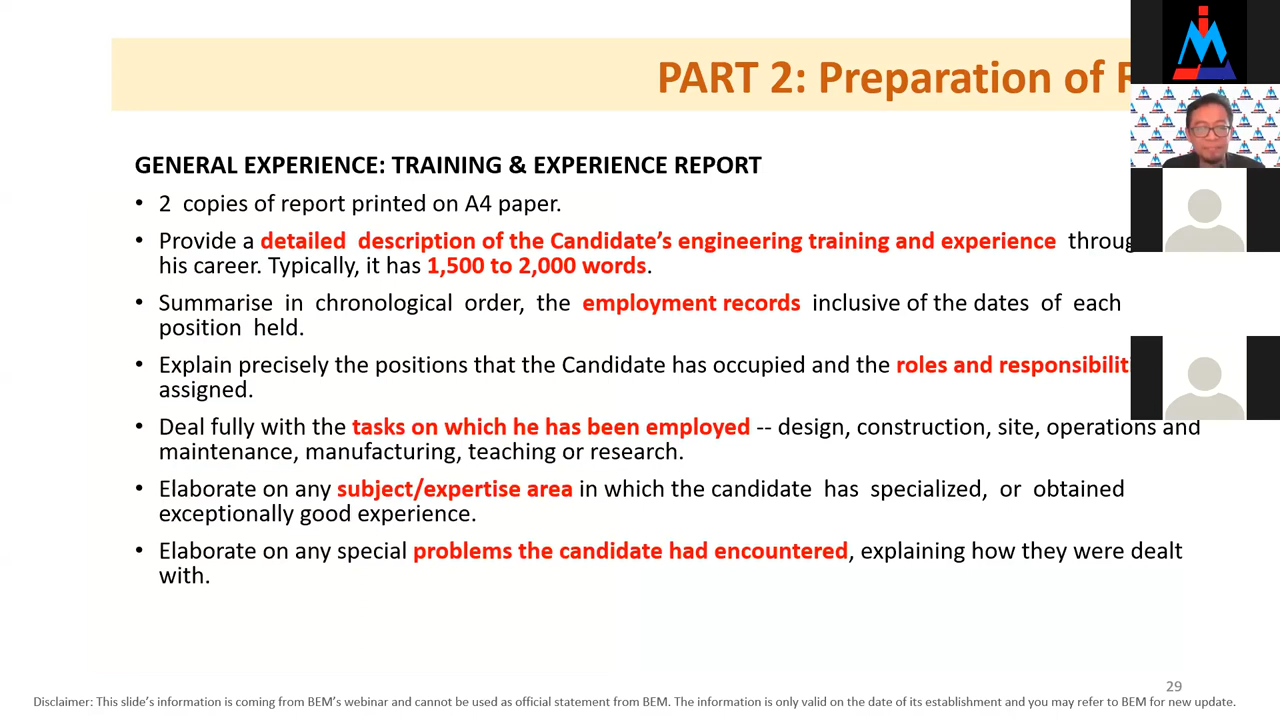 PART 2: Preparation of
GENERAL EXPERIENCE: TRAINING & EXPERIENCE REPORT
• 2 copies of report printed on A4 paper.
• Provide a detailed description of the Candidate's engineering training and experience throug
his career. Typically, it has 1,500 to 2,000 words.
• Summarise in chronological order, the employment records inclusive of the dates of each
position held.
• Explain precisely the positions that the Candidate has occupied and the roles and responsibilit
assigned.
• Deal fully with the tasks on which he has been employed -- design, construction, site, operations and
maintenance, manufacturing, teaching or research.
• Elaborate on any subject/expertise area in which the candidate has specialized, or obtained
exceptionally good experience.
• Elaborate on any special problems the candidate had encountered, explaining how they were dealt
with.
29
Disclaimer: This slide's information is coming from BEM's webinar and cannot be used as official statement from BEM. The information is only valid on the date of its establishment and you may refer to BEM for new update.